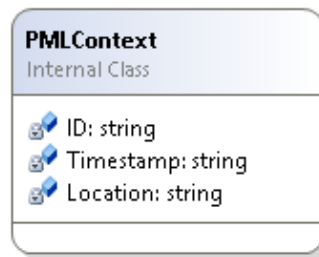 PMLContext
Internal Class
ID: string
Timestamp: string
Location: string